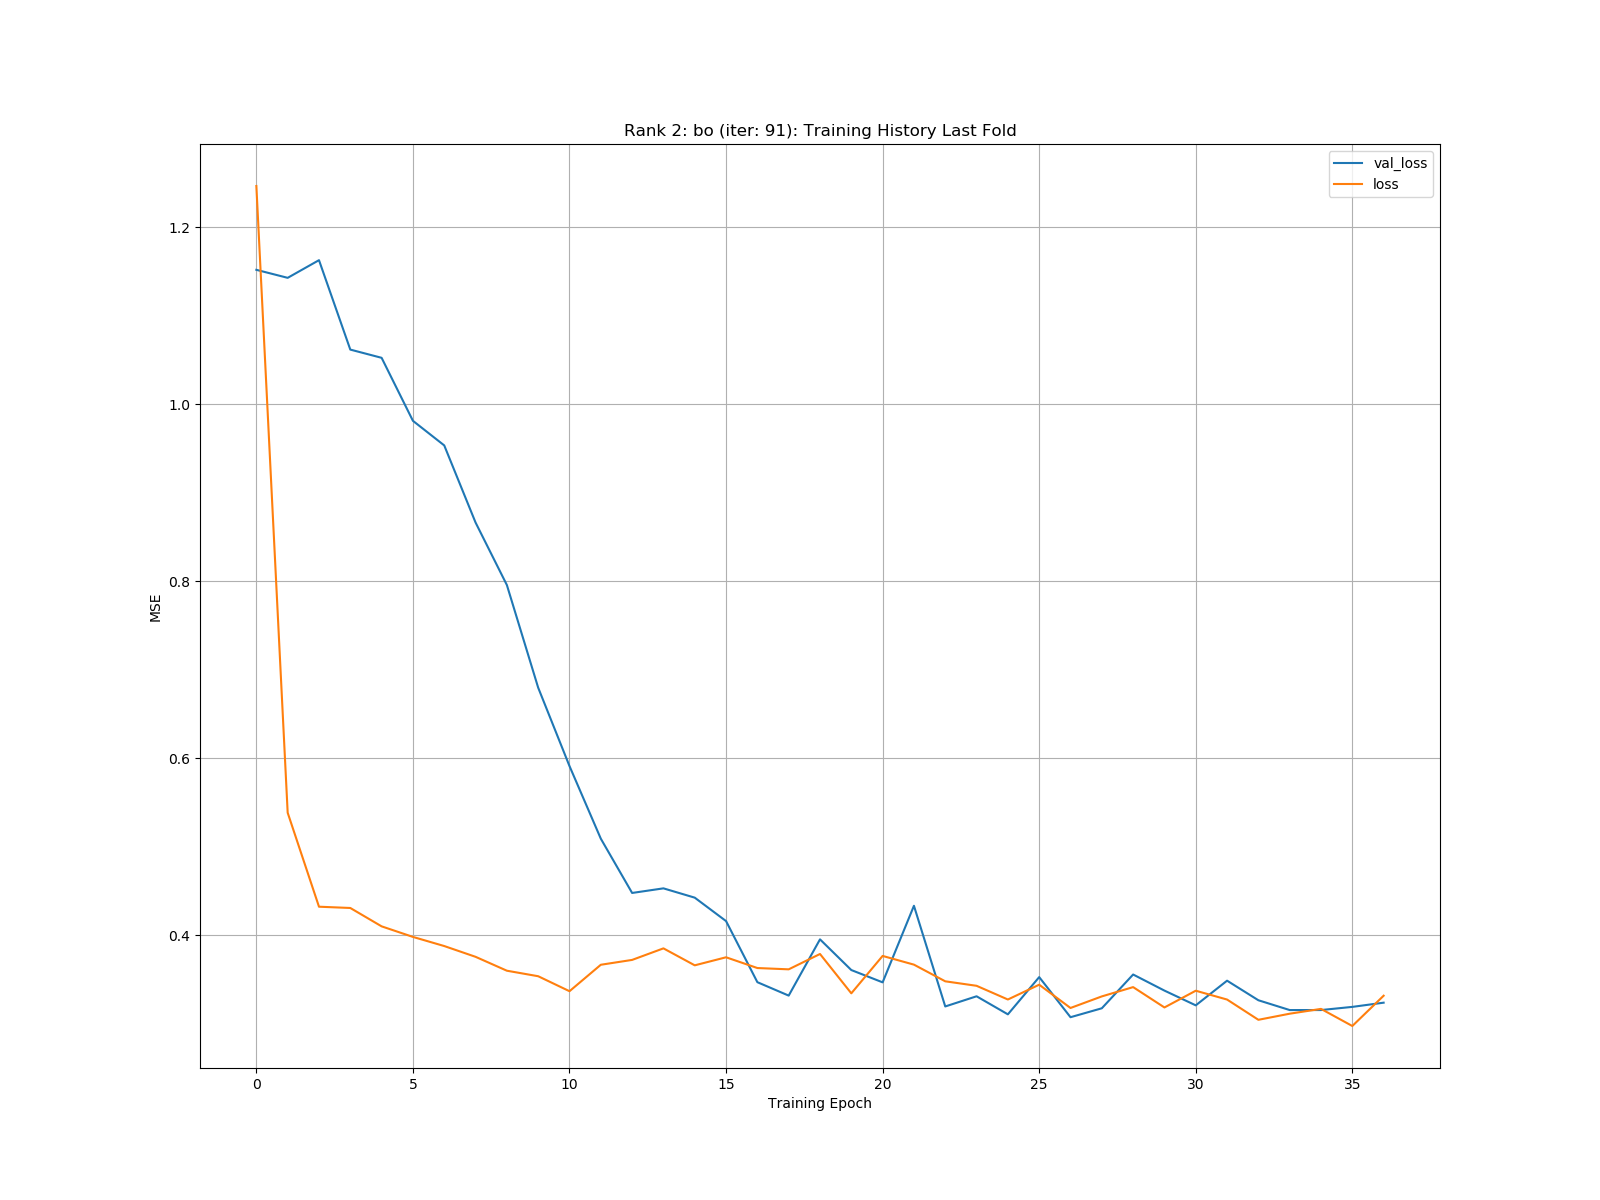 Rank 2: bo (iter: 91): Training History Last Fold
val_loss
loss
1.2
1.0
0.8
0.6
0.4
MSE
0 5 10 15 20 25 30 35
Training Epoch